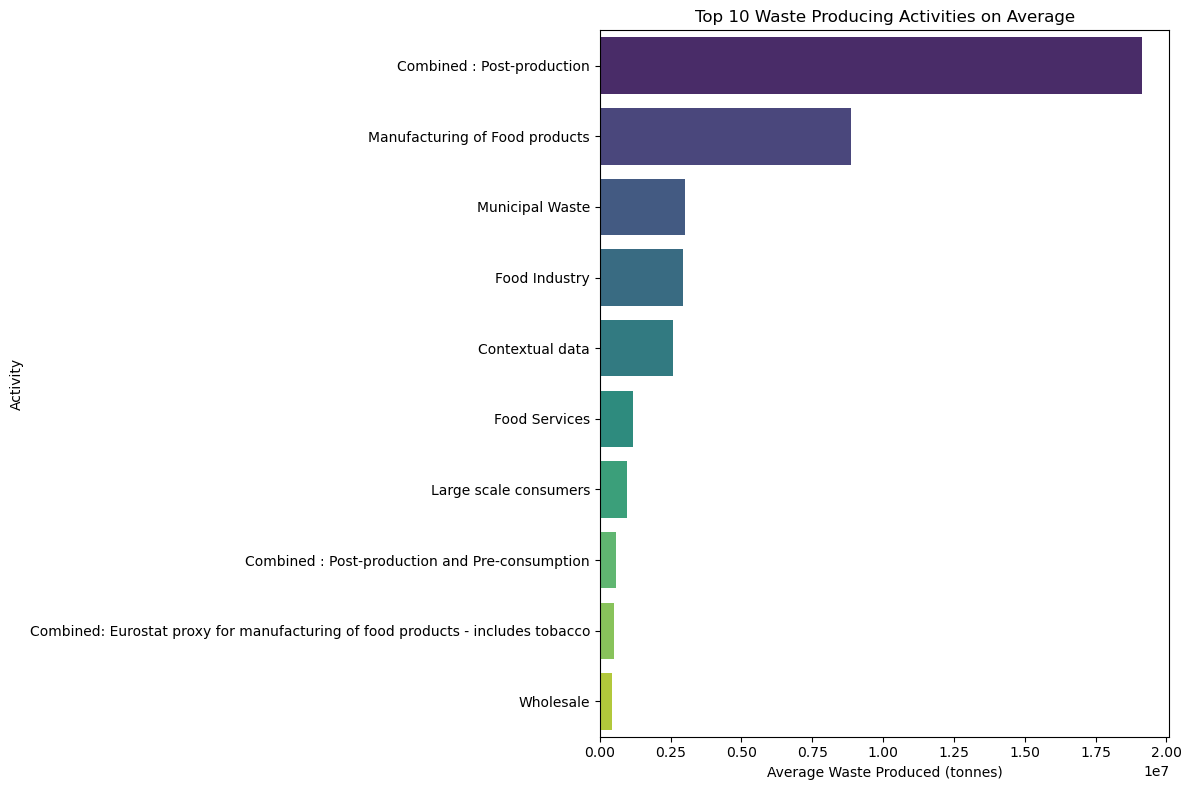 Top 10 Waste Producing Activities on Average
Combined : Post-production
Manufacturing of Food products
Municipal Waste
Food Industry
Contextual data
Food Services
Large scale consumers
Combined : Post-production and Pre-consumption
Combined: Eurostat proxy for manufacturing of food products - includes tobacco
Wholesale
Activity
0.00 0.25 0.50 0.75 1.00 1.25 1.50 1.75 2.00
1e7
Average Waste Produced (tonnes)